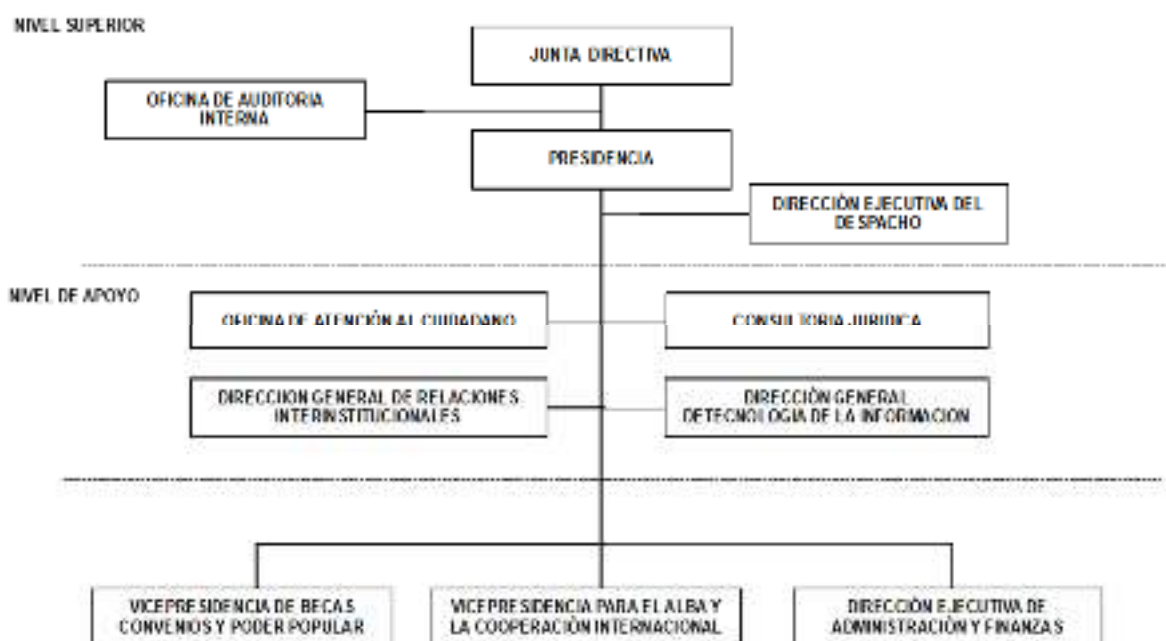 NIVEL SUPERIOR
JUNTA DIRECTIVA
OFICINA DE AUDITORIA
INTERNA
PRESIDENCIA
DIRECCIÓN EJECUTIVA DEL
DESPACHO
NIVEL DE APOYO
OFICINA DE ATENCIÓN AL CIUDADANO
CONSULTORIA JURIDICA
DIRECCION GENERAL DE RELACIONES
INTERINSTITUCIONALES
DIRECCIÓN GENERAL
DETECNOLOGIA DE LA INFORMACION
VICEPRESIDENCIA DE BECAS
CONVENIOS Y PODER POPULAR
VICEPRESIDENCIA PARA EL ALBA Y
LA COOPERACIÓN INTERNACIONAL
DIRECCIÓN EJECUTIVA DE
ADMINISTRACIÓN Y FINANZAS